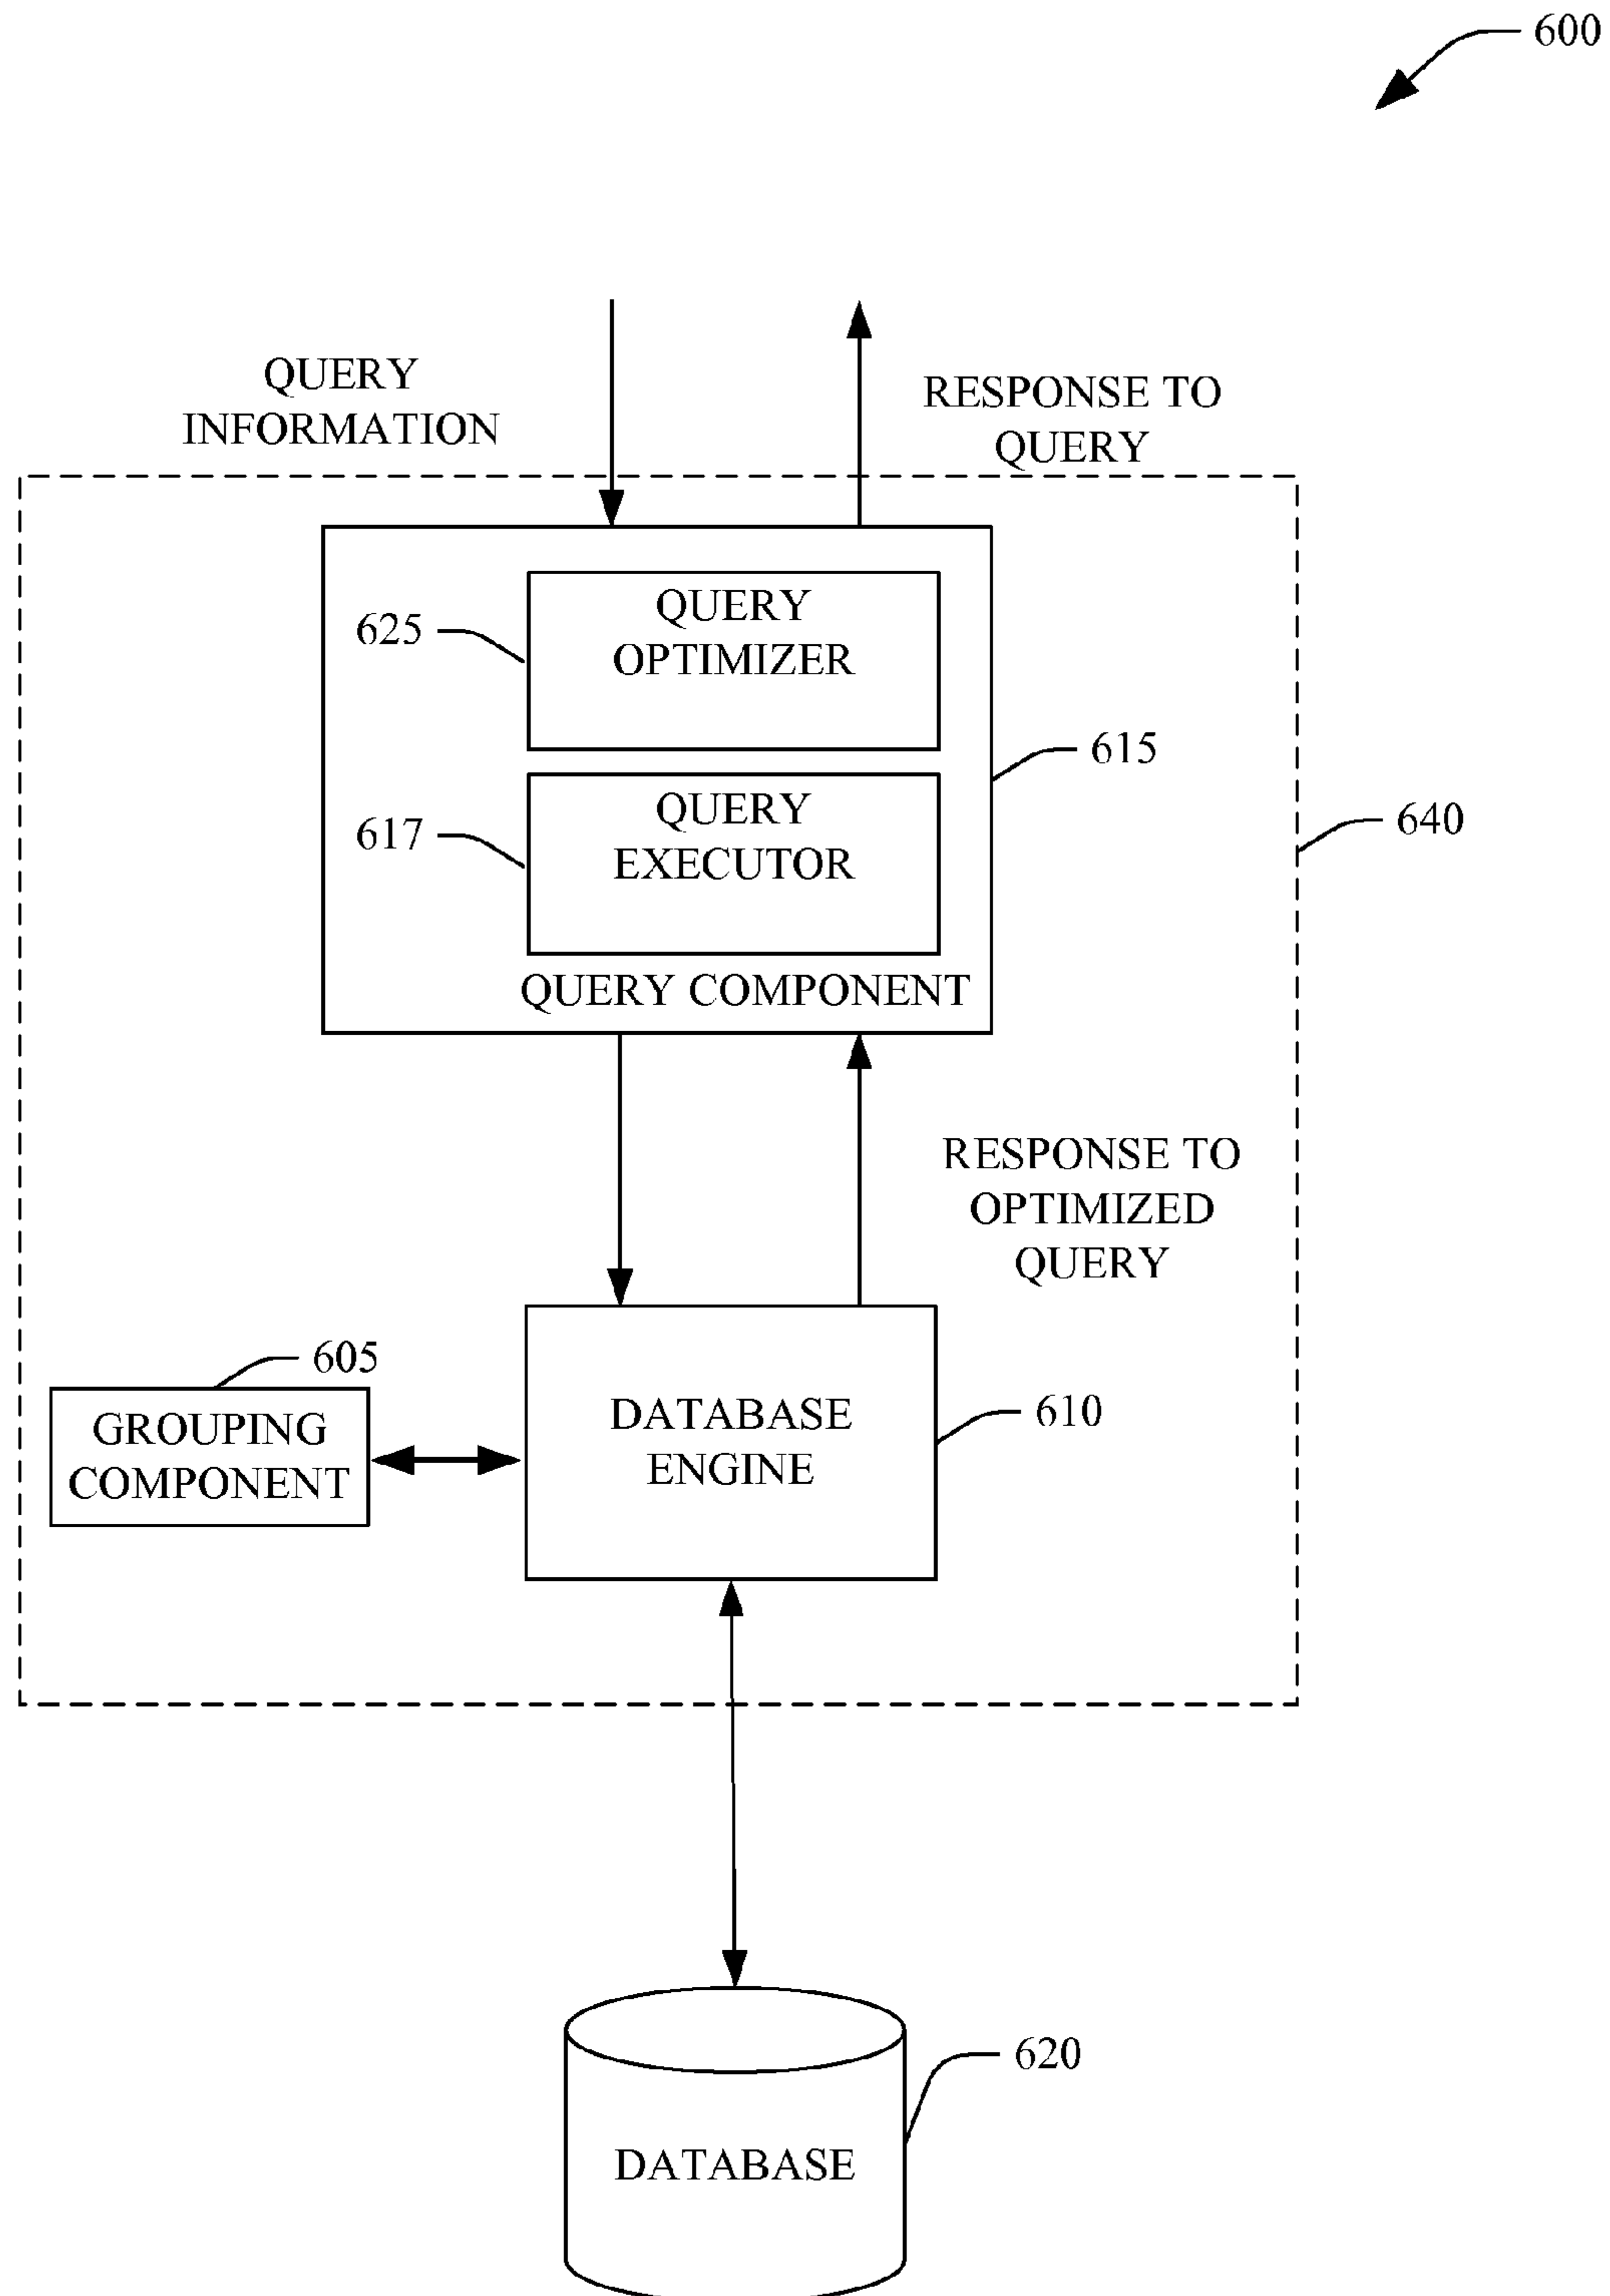 600
QUERY
INFORMATION
RESPONSE TO
QUERY
625
QUERY
OPTIMIZER
615
617
QUERY
EXECUTOR
640
QUERY COMPONENT
RESPONSE TO
OPTIMIZED
QUERY
605
GROUPING
COMPONENT
DATABASE
ENGINE
610
620
DATABASE